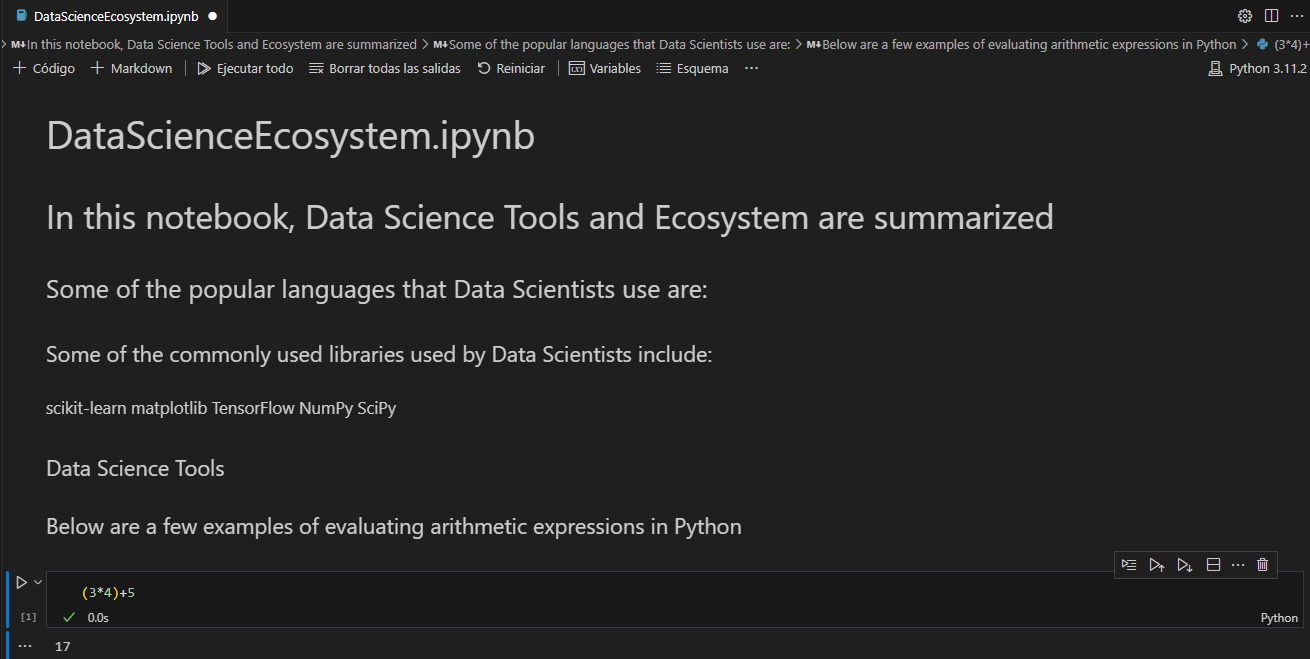 DataScienceEcosystem.ipynb
M↓In this notebook, Data Science Tools and Ecosystem are summarized > M↓Some of the popular languages that Data Scientists use are: > M↓Below are a few examples of evaluating arithmetic expressions in Python > (3*4)+
+ Código + Markdown | Ejecutar todo Borrar todas las salidas Reiniciar | Variables Esquema ... Python 3.11.2
DataScienceEcosystem.ipynb
In this notebook, Data Science Tools and Ecosystem are summarized
Some of the popular languages that Data Scientists use are:
Some of the commonly used libraries used by Data Scientists include:
scikit-learn matplotlib TensorFlow NumPy SciPy
Data Science Tools
Below are a few examples of evaluating arithmetic expressions in Python
(3*4)+5
[1] 0.0s Python
17